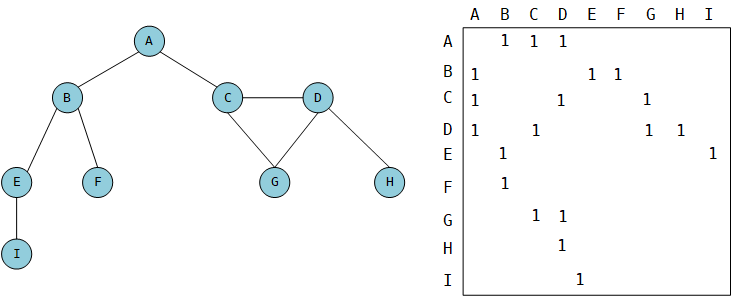 A
B
C
D
E
F
G
H
I
A B C D E F G H I
A 1 1 1
B 1 1 1
C 1 1 1
D 1 1 1 1
E 1 1
F 1
G 1 1
H 1
I 1